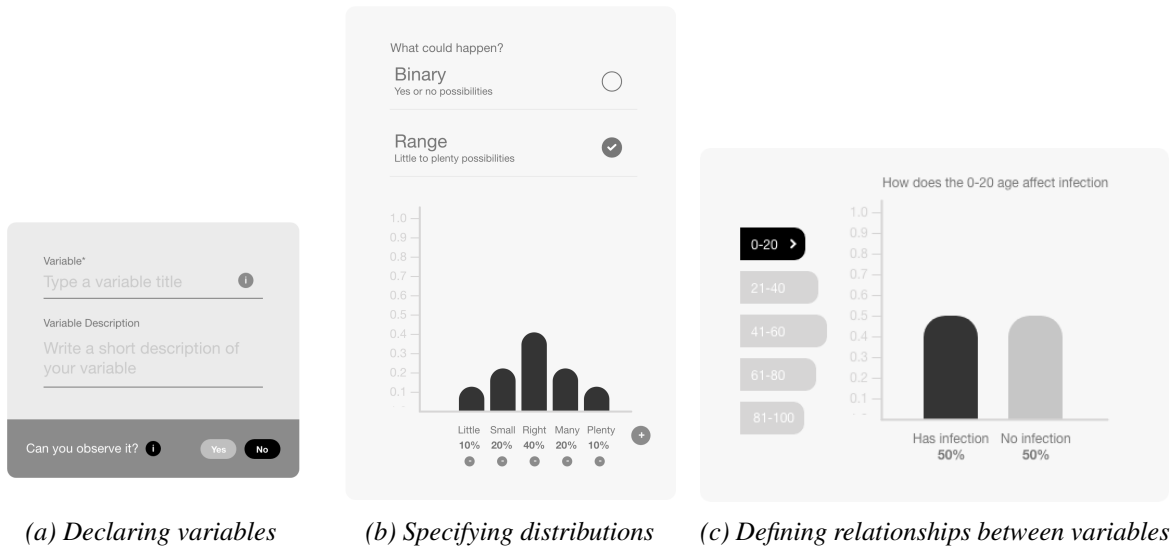 Variable*
Type a variable title
i
Variable Description
Write a short description of
your variable
Can you observe it? i Yes No
(a) Declaring variables
What could happen?
Binary
Yes or no possibilities
Range
Little to plenty possibilities
1.0
0.9
0.8
0.7
0.6
0.5
0.4
0.3
0.2
0.1
Little Small Right Many Plenty
10% 20% 40% 20% 10%
+
- - - - -
(b) Specifying distributions
How does the 0-20 age affect infection
0-20
21-40
41-60
61-80
81-100
1.0
0.9
0.8
0.7
0.6
0.5
0.4
0.3
0.2
0.1
Has infection No infection
50% 50%
(c) Defining relationships between variables